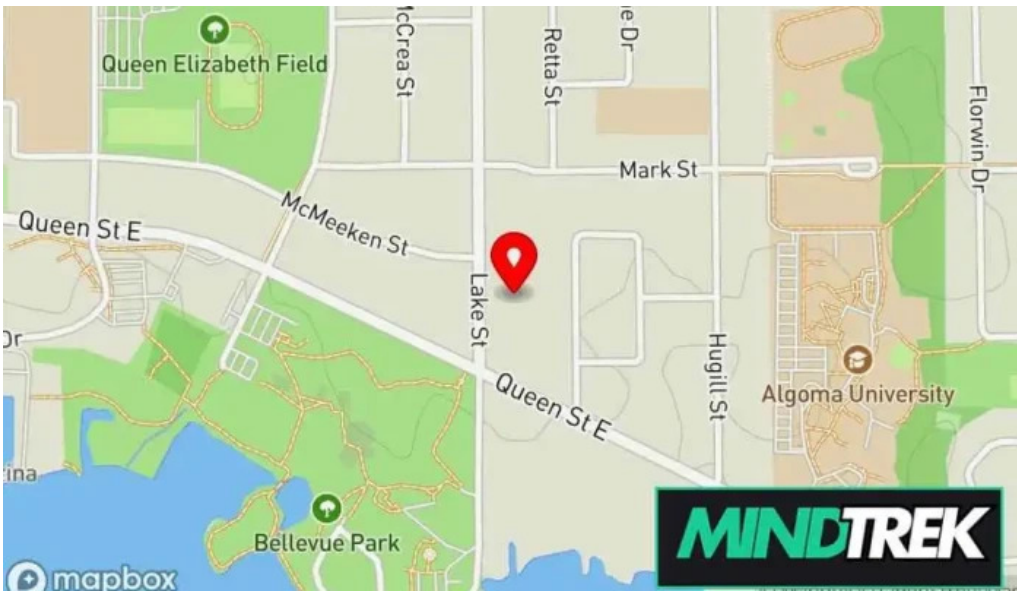 McCrea St
Retta St
e Dr
Queen Elizabeth Field
Florwin Dr
Mark St
McMeeken St
Queen St E
Lake St
Dr
Hugill St
Algoma University
Queen St E
ina
Bellevue Park
MINDTREK
mapbox